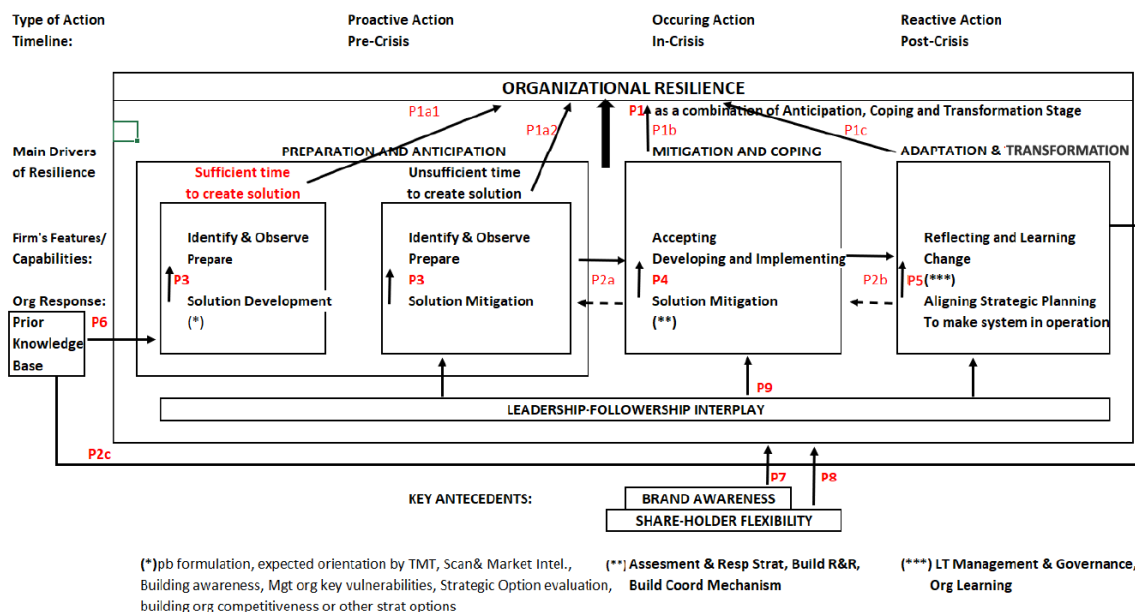 Type of Action
Proactive Action
Occuring Action
Reactive Action
Timeline:
Pre-Crisis
In-Crisis
Post-Crisis
ORGANIZATIONAL RESILIENCE
P1a1
P1a2
P1 as a combination of Anticipation, Coping and Transformation Stage
P1b
P1c
Main Drivers
of Resilience
PREPARATION AND ANTICIPATION
MITIGATION AND COPING
ADAPTATION & TRANSFORMATION
Sufficient time
to create solution
Unsufficient time
to create solution
Firm's Features/
Capabilities:
Identify & Observe
Prepare
P3
Solution Development
(*)
Identify & Observe
Prepare
P3
Solution Mitigation
P2a
Accepting
Developing and Implementing
P4
Solution Mitigation
(**)
P2b
Reflecting and Learning
Change
(***)
P5
Aligning Strategic Planning
To make system in operation
Org Response:
Prior
Knowledge
Base
P6
P9
LEADERSHIP-FOLLOWERSHIP INTERPLAY
P2c
P7
P8
KEY ANTECEDENTS:
BRAND AWARENESS
SHARE-HOLDER FLEXIBILITY
(*)pb formulation, expected orientation by TMT, Scan& Market Intel.,
Building awareness, Mgt org key vulnerabilities, Strategic Option evaluation,
building org competitiveness or other strat options
(**) Assesment & Resp Strat, Build R&R,
Build Coord Mechanism
(***) LT Management & Governance,
Org Learning